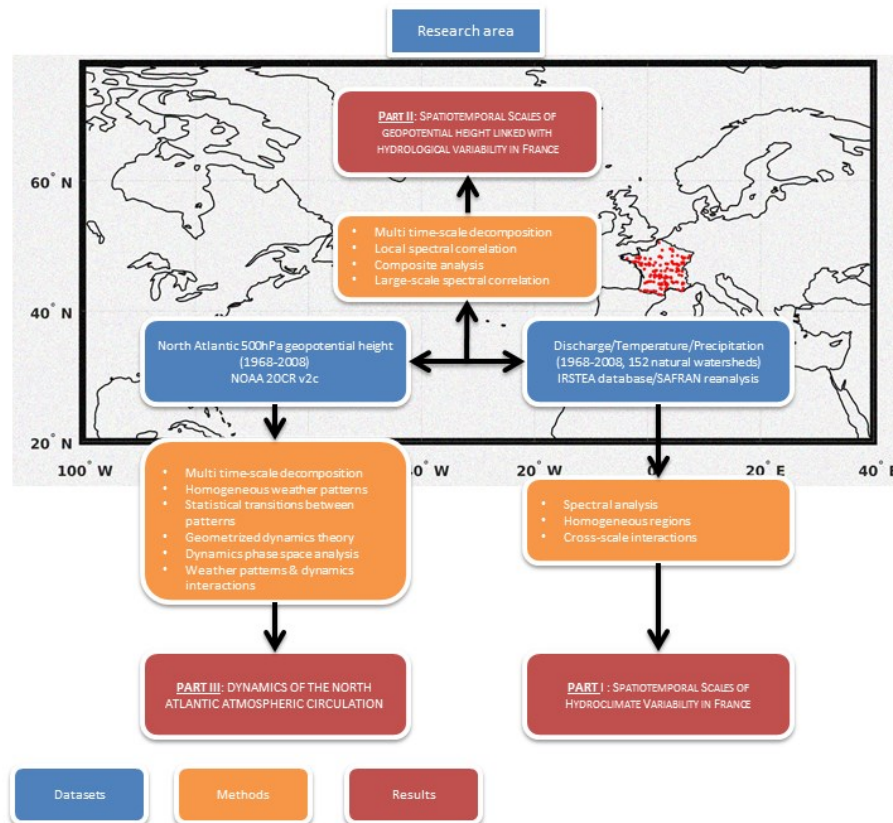 Research area
PART II: SPATIOTEMPORAL SCALES OF
GEOPOTENTIAL HEIGHT LINKED WITH
HYDROLOGICAL VARIABILITY IN FRANCE
60° N
• Multi time-scale decomposition
• Local spectral correlation
• Composite analysis
• Large-scale spectral correlation
40° N
North Atlantic 500hPa geopotential height
(1968-2008)
NOAA 20CR v2c
Discharge/Temperature/Precipitation
(1968-2008, 152 natural watersheds)
IRSTEA database/SAFRAN reanalysis
20° N
100° W
° W
20° W
0° E
20° E
40° E
• Multi time-scale decomposition
• Homogeneous weather patterns
• Statistical transitions between
patterns
• Geometrized dynamics theory
• Dynamics phase space analysis
• Weather patterns & dynamics
interactions
• Spectral analysis
• Homogeneous regions
• Cross-scale interactions
PART III: DYNAMICS OF THE NORTH
ATLANTIC ATMOSPHERIC CIRCULATION
PART I : SPATIOTEMPORAL SCALES OF
HYDROCLIMATE VARIABILITY IN FRANCE
Datasets
Methods
Results